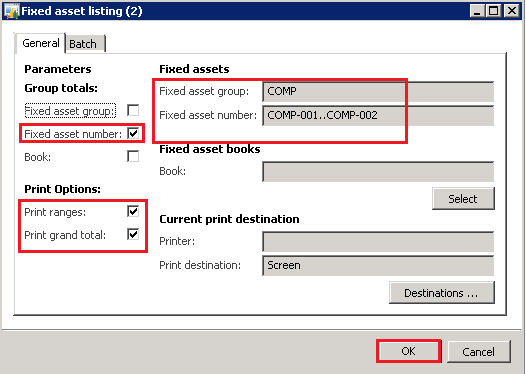 Fixed asset listing (2)
General
Batch
Parameters
Group totals:
Fixed asset group:
Fixed asset number:
Book:
Print Options:
Print ranges:
Print grand total:
Fixed assets
Fixed asset group: COMP
Fixed asset number: COMP-001..COMP-002
Fixed asset books
Book:
Select
Current print destination
Printer:
Print destination: Screen
Destinations ...
OK
Cancel